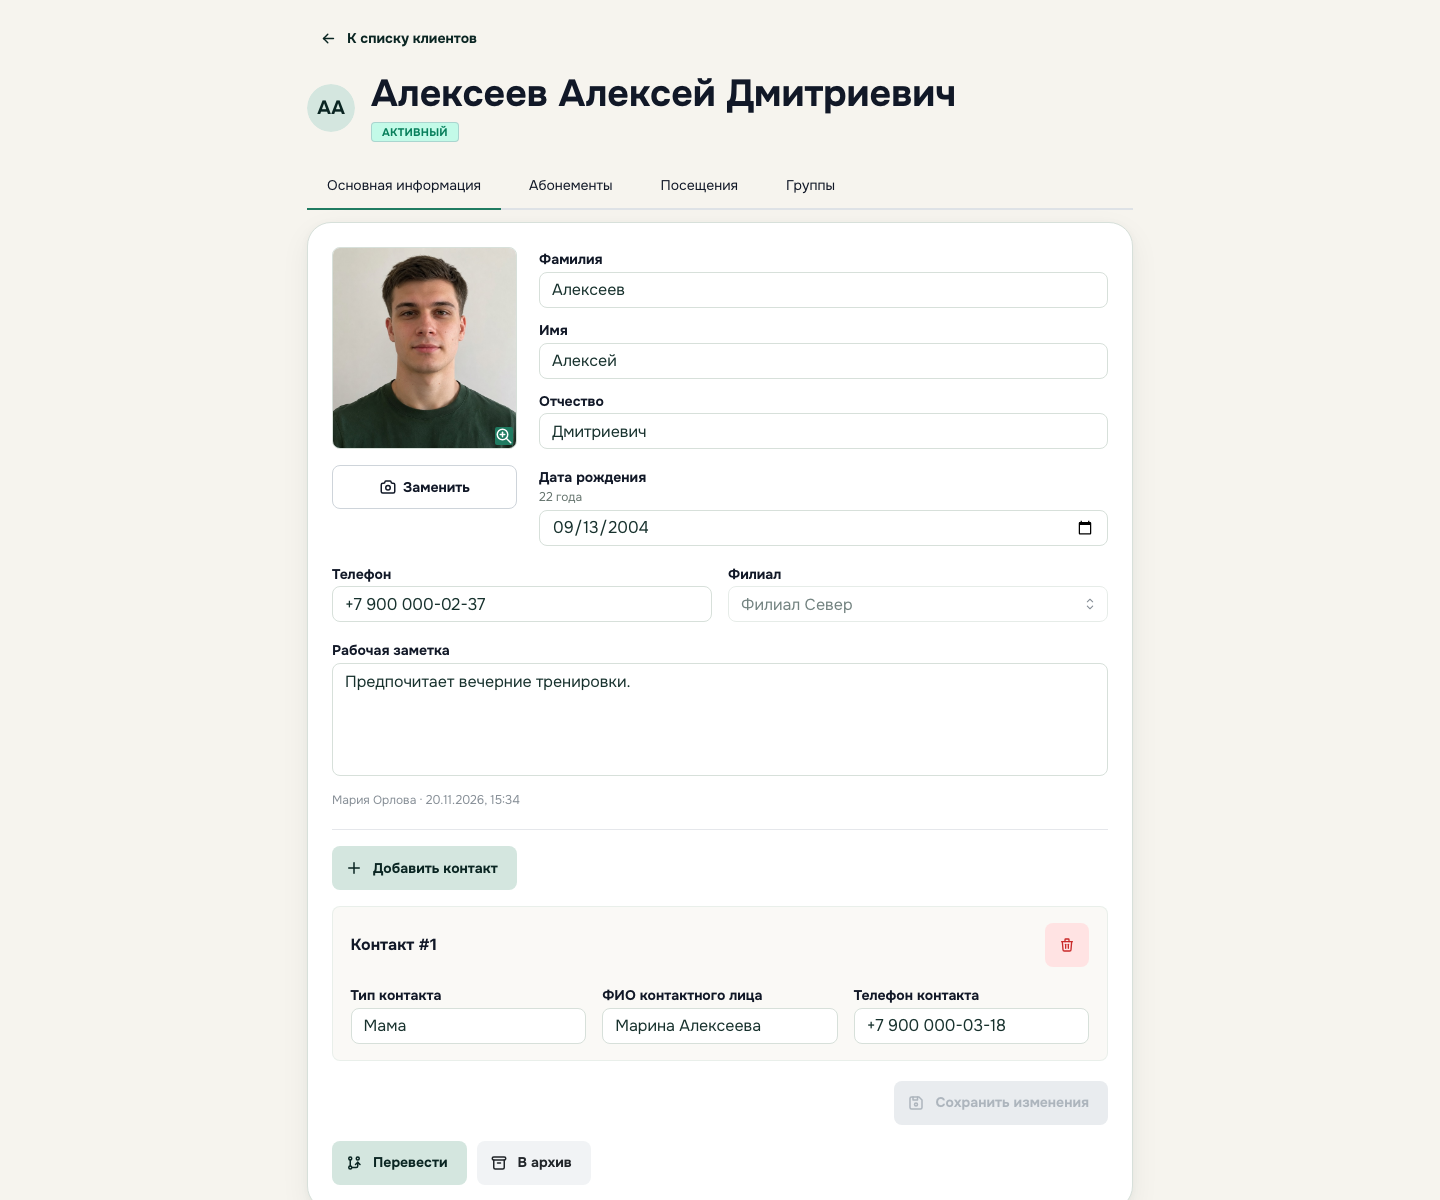 К списку клиентов
АА
Алексеев Алексей Дмитриевич
АКТИВНЫЙ
Основная информация
Абонементы
Посещения
Группы
Фамилия
Алексеев
Имя
Алексей
Отчество
Дмитриевич
Заменить
Дата рождения
22 года
09/13/2004
Телефон
+7 900 000-02-37
Филиал
Филиал Север
Рабочая заметка
Предпочитает вечерние тренировки.
Мария Орлова · 20.11.2026, 15:34
Добавить контакт
Контакт #1
Тип контакта
Мама
ФИО контактного лица
Марина Алексеева
Телефон контакта
+7 900 000-03-18
Сохранить изменения
Перевести
В архив